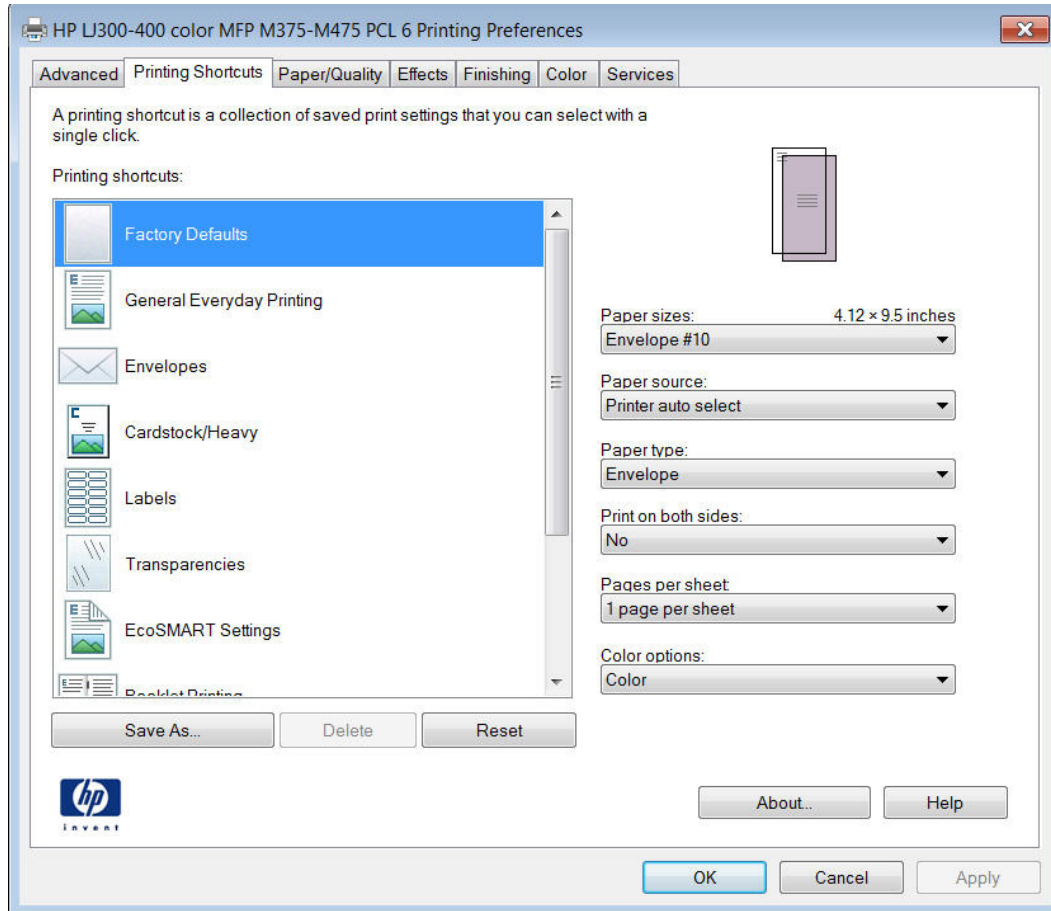 HP LJ300-400 color MFP M375-M475 PCL 6 Printing Preferences
Advanced Printing Shortcuts Paper/Quality Effects Finishing Color Services
A printing shortcut is a collection of saved print settings that you can select with a
single click.
Printing shortcuts:
Factory Defaults
General Everyday Printing
Envelopes
Cardstock/Heavy
Labels
Transparencies
EcoSMART Settings
Booklet Printing
Save As...
Delete
Reset
Paper sizes: 4.12 × 9.5 inches
Envelope #10
Paper source:
Printer auto select
Paper type:
Envelope
Print on both sides:
No
Pages per sheet:
1 page per sheet
Color options:
Color
hp
invent
About...
Help
OK
Cancel
Apply